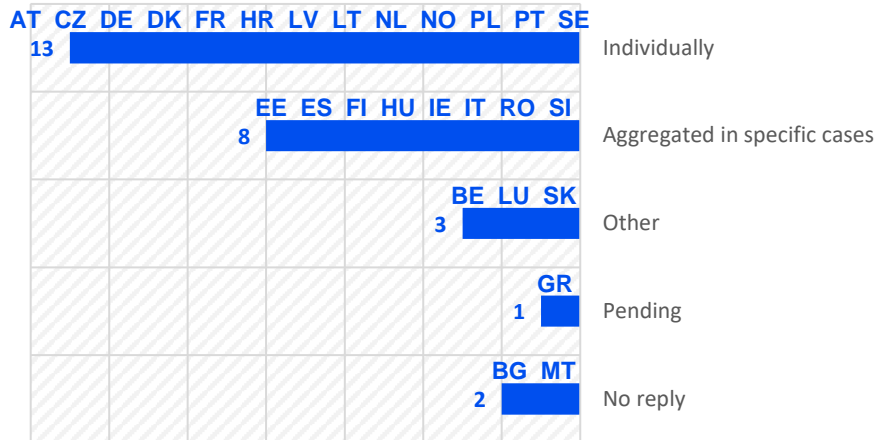 AT CZ DE DK FR HR LV LT NL NO PL PT SE
13 Individually
EE ES FI HU IE IT RO SI
8 Aggregated in specific cases
BE LU SK
3 Other
GR
1 Pending
BG MT
2 No reply